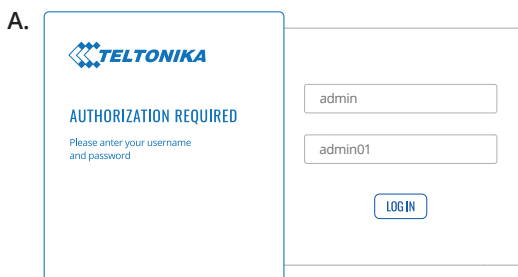 A.
TELTONIKA
AUTHORIZATION REQUIRED
Please anter your username
and password
admin
admin01
LOG IN